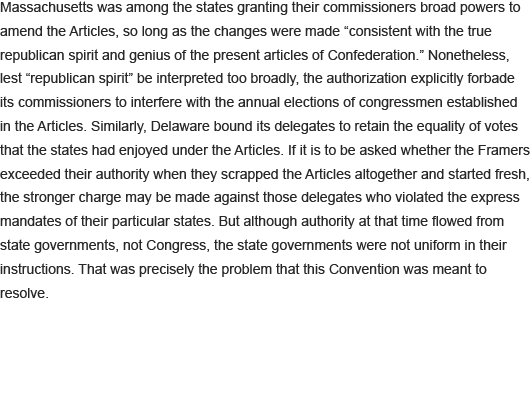 Massachusetts was among the states granting their commissioners broad powers to
amend the Articles, so long as the changes were made “consistent with the true
republican spirit and genius of the present articles of Confederation.” Nonetheless,
lest “republican spirit” be interpreted too broadly, the authorization explicitly forbade
its commissioners to interfere with the annual elections of congressmen established
in the Articles. Similarly, Delaware bound its delegates to retain the equality of votes
that the states had enjoyed under the Articles. If it is to be asked whether the Framers
exceeded their authority when they scrapped the Articles altogether and started fresh,
the stronger charge may be made against those delegates who violated the express
mandates of their particular states. But although authority at that time flowed from
state governments, not Congress, the state governments were not uniform in their
instructions. That was precisely the problem that this Convention was meant to
resolve.